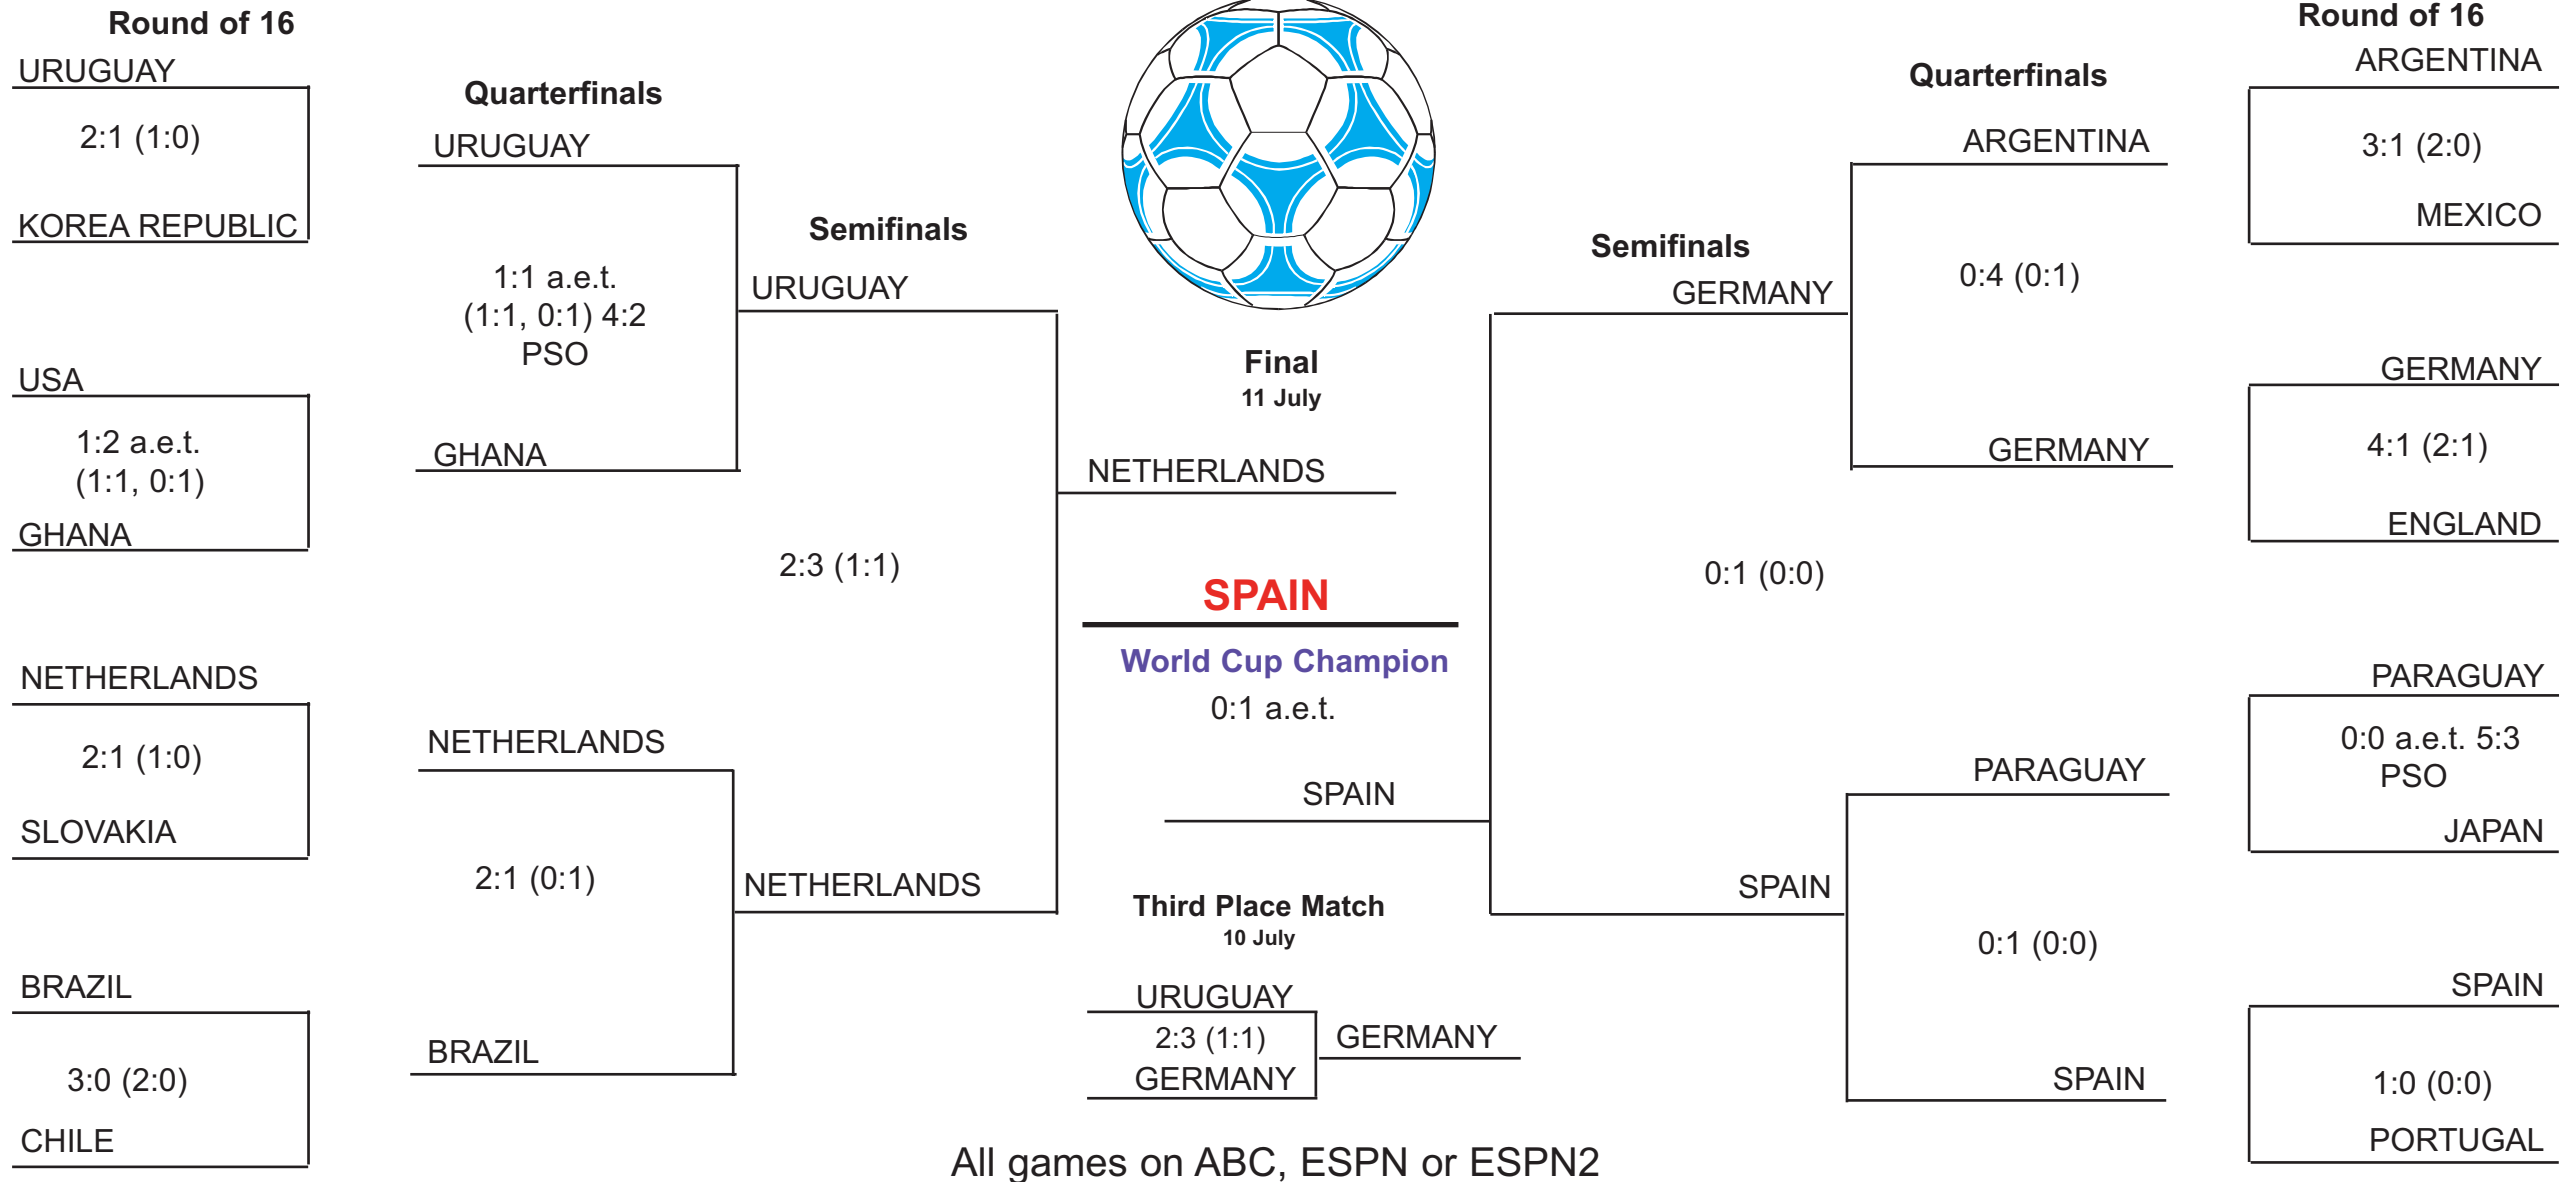 Round of 16
URUGUAY
2:1 (1:0)
KOREA REPUBLIC
USA
1:2 a.e.t.
(1:1, 0:1)
GHANA
NETHERLANDS
2:1 (1:0)
SLOVAKIA
BRAZIL
3:0 (2:0)
CHILE
Quarterfinals
URUGUAY
1:1 a.e.t.
(1:1, 0:1) 4:2
PSO
GHANA
NETHERLANDS
2:1 (0:1)
BRAZIL
Semifinals
URUGUAY
2:3 (1:1)
NETHERLANDS
Final
11 July
NETHERLANDS
SPAIN
World Cup Champion
0:1 a.e.t.
SPAIN
Third Place Match
10 July
URUGUAY
2:3 (1:1)
GERMANY
GERMANY
Semifinals
GERMANY
0:1 (0:0)
SPAIN
Quarterfinals
ARGENTINA
0:4 (0:1)
GERMANY
PARAGUAY
0:1 (0:0)
SPAIN
Round of 16
ARGENTINA
3:1 (2:0)
MEXICO
GERMANY
4:1 (2:1)
ENGLAND
PARAGUAY
0:0 a.e.t. 5:3
PSO
JAPAN
SPAIN
1:0 (0:0)
PORTUGAL
All games on ABC, ESPN or ESPN2